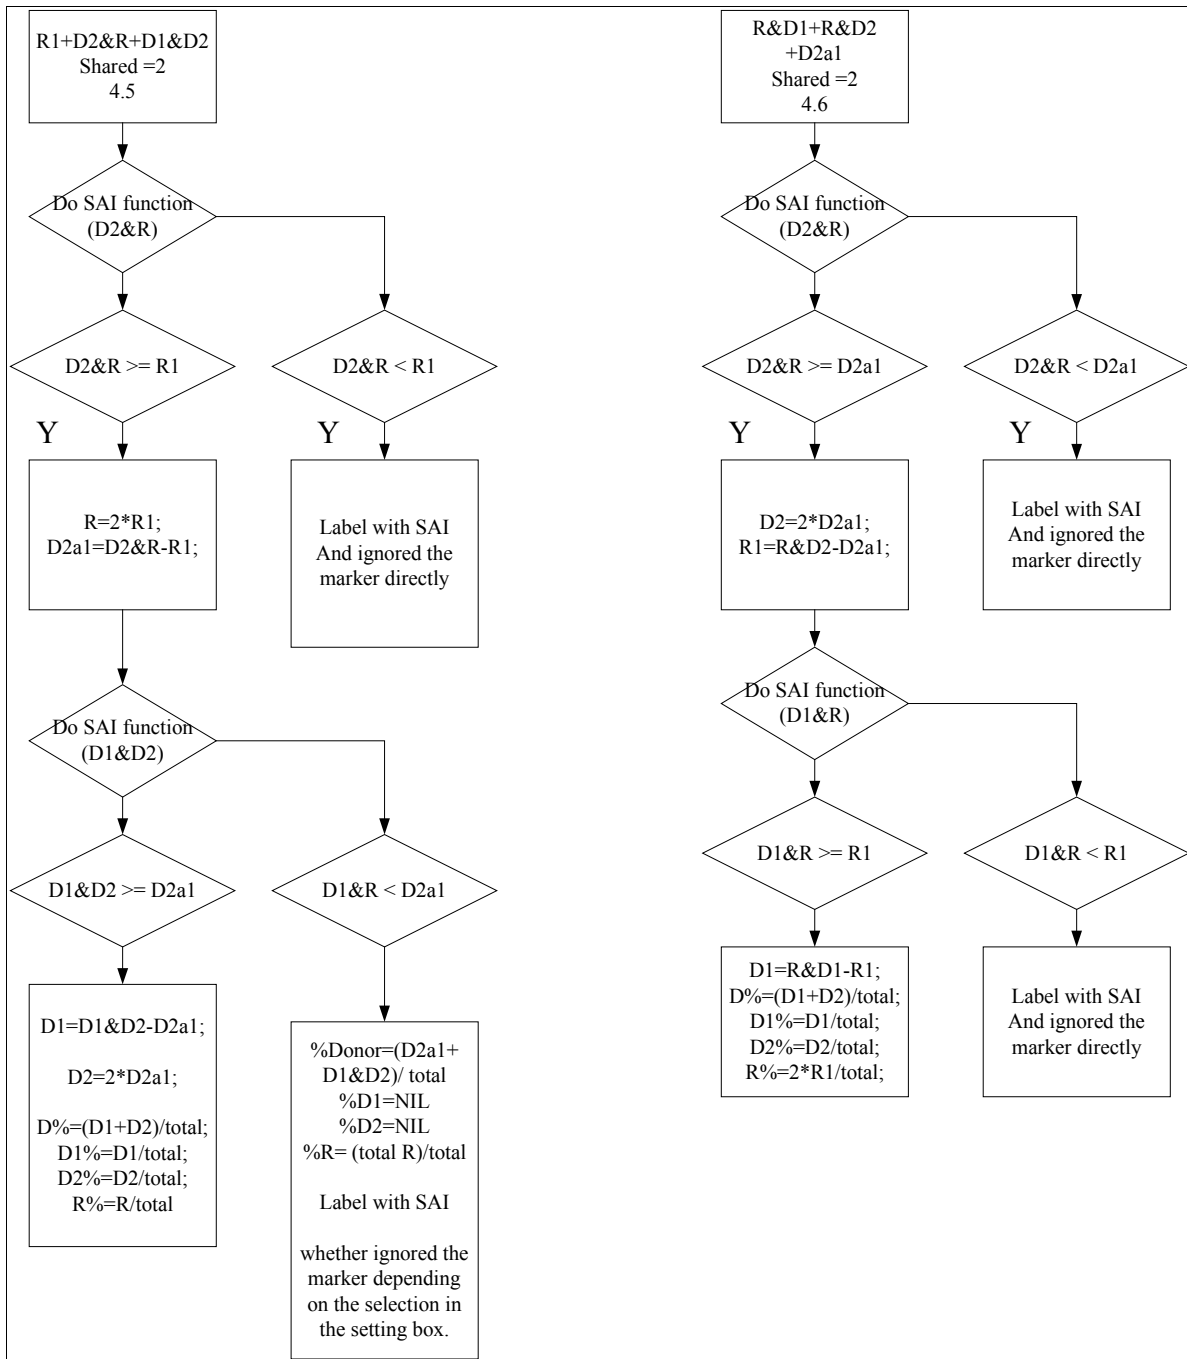 R1+D2&R+D1&D2
Shared =2
4.5
Do SAI function
(D2&R)
D2&R >= R1
D2&R < R1
Y
Y
R=2*R1;
D2a1=D2&R-R1;
Label with SAI
And ignored the
marker directly
Do SAI function
(D1&D2)
D1&D2 >= D2a1
D1&R < D2a1
D1=D1&D2-D2a1;
D2=2*D2a1;
D%=(D1+D2)/total;
D1%=D1/total;
D2%=D2/total;
R%=R/total
%Donor=(D2a1+
D1&D2)/ total
%D1=NIL
%D2=NIL
%R= (total R)/total
Label with SAI
whether ignored the
marker depending
on the selection in
the setting box.
R&D1+R&D2
+D2a1
Shared =2
4.6
Do SAI function
(D2&R)
D2&R >= D2a1
D2&R < D2a1
Y
Y
D2=2*D2a1;
R1=R&D2-D2a1;
Label with SAI
And ignored the
marker directly
Do SAI function
(D1&R)
D1&R >= R1
D1&R < R1
D1=R&D1-R1;
D%=(D1+D2)/total;
D1%=D1/total;
D2%=D2/total;
R%=2*R1/total;
Label with SAI
And ignored the
marker directly